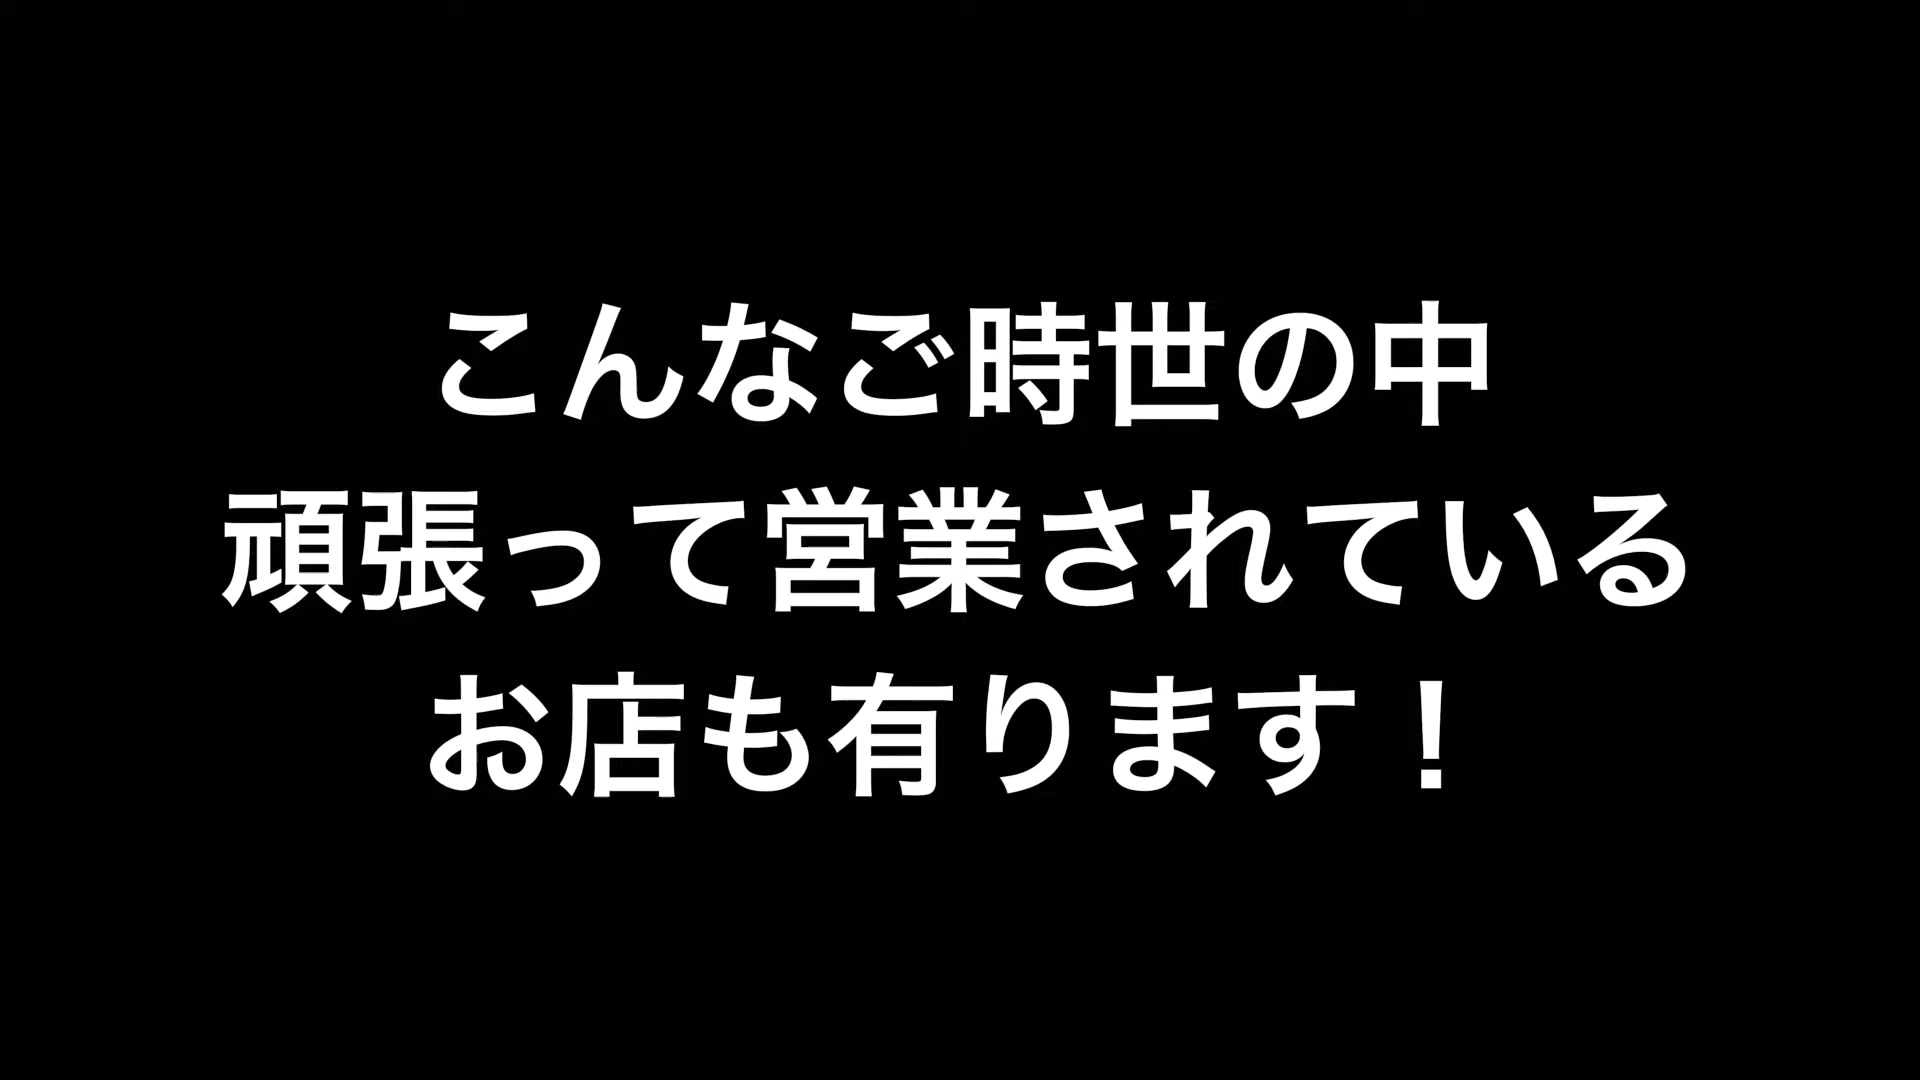 こんなご時世の中
頑張って営業されている
お店も有ります！